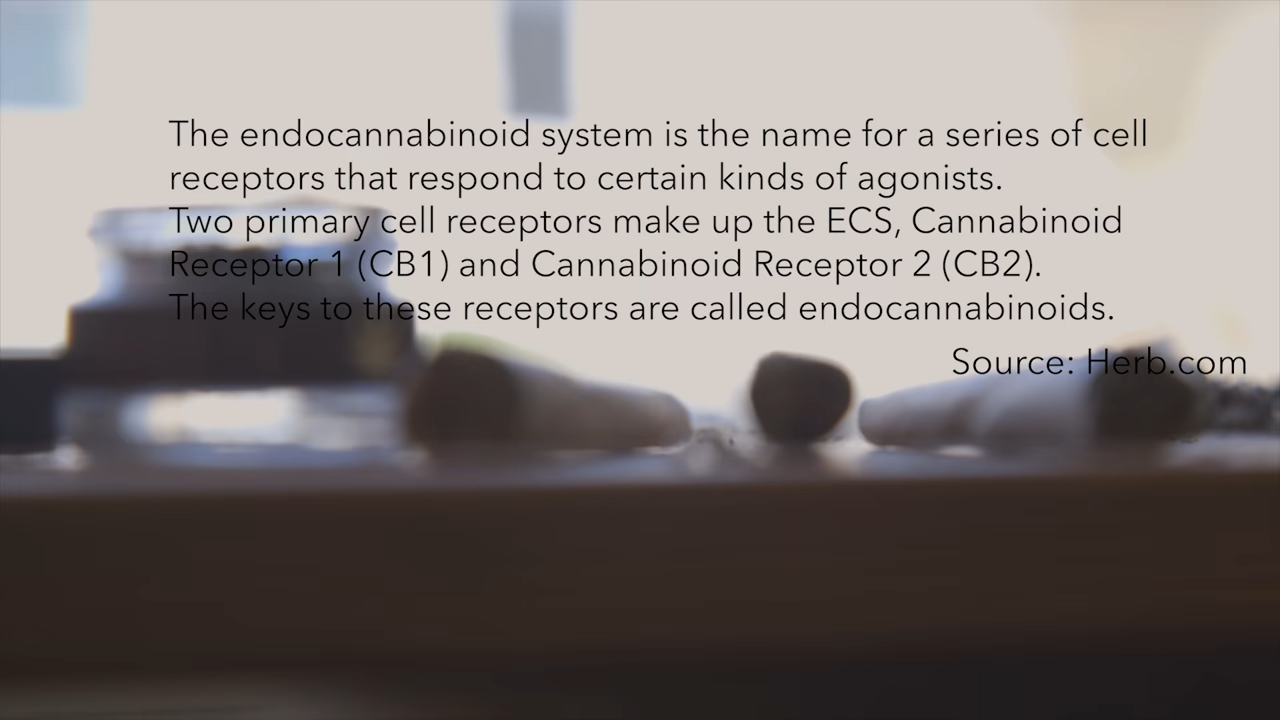 The endocannabinoid system is the name for a series of cell
receptors that respond to certain kinds of agonists.
Two primary cell receptors make up the ECS, Cannabinoid
Receptor 1 (CB1) and Cannabinoid Receptor 2 (CB2).
The keys to these receptors are called endocannabinoids.
Source: Herb.com